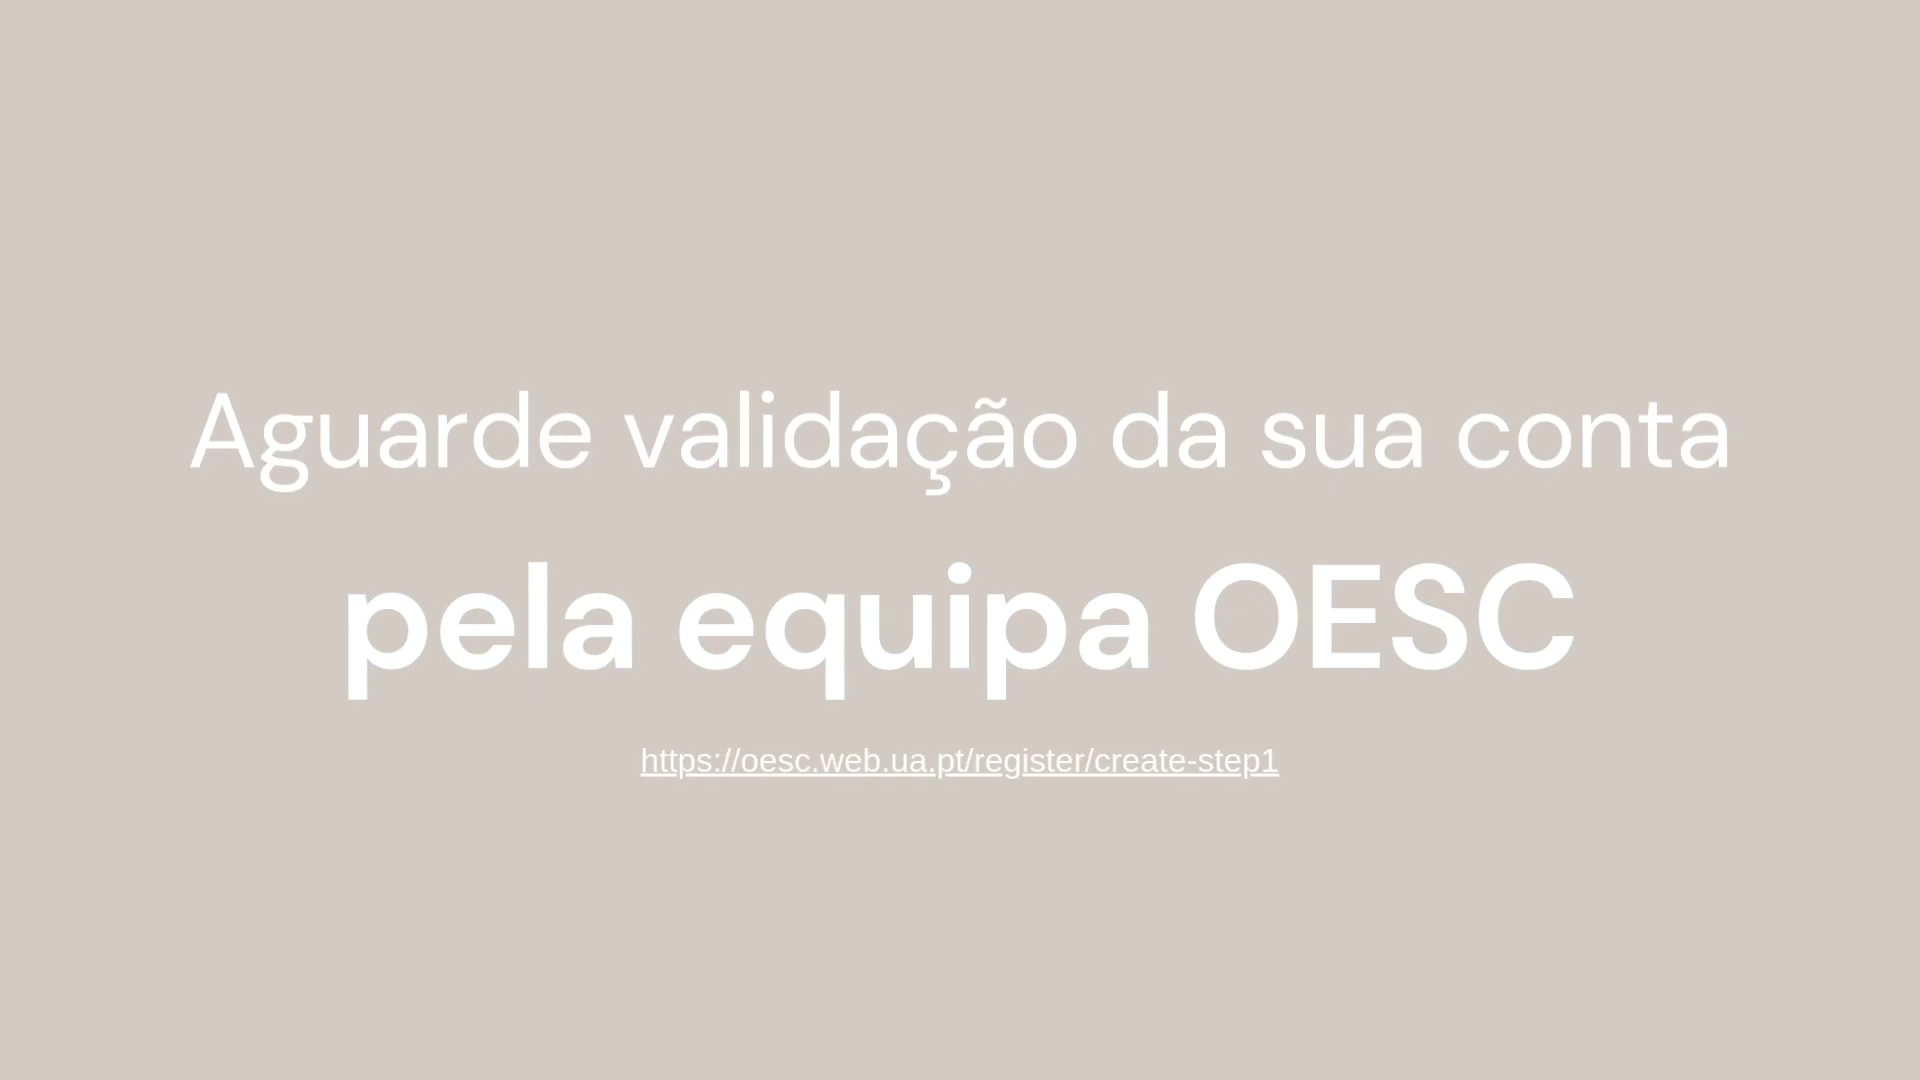 Aguarde validação da sua conta
pela equipa OESC
https://oesc.web.ua.pt/register/create-step1